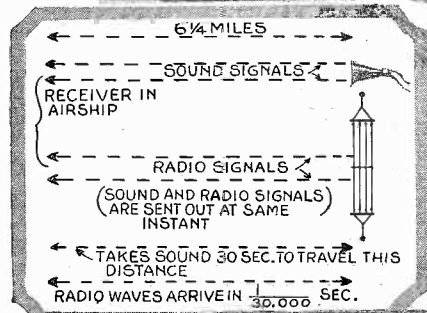 6¼ MILES
SOUND SIGNALS
RECEIVER IN
AIRSHIP
RADIO SIGNALS
(SOUND AND RADIO SIGNALS
ARE SENT OUT AT SAME
INSTANT)
TAKES SOUND 30 SEC. TO TRAVEL THIS
DISTANCE
RADIO WAVES ARRIVE IN 1/30.000 SEC.